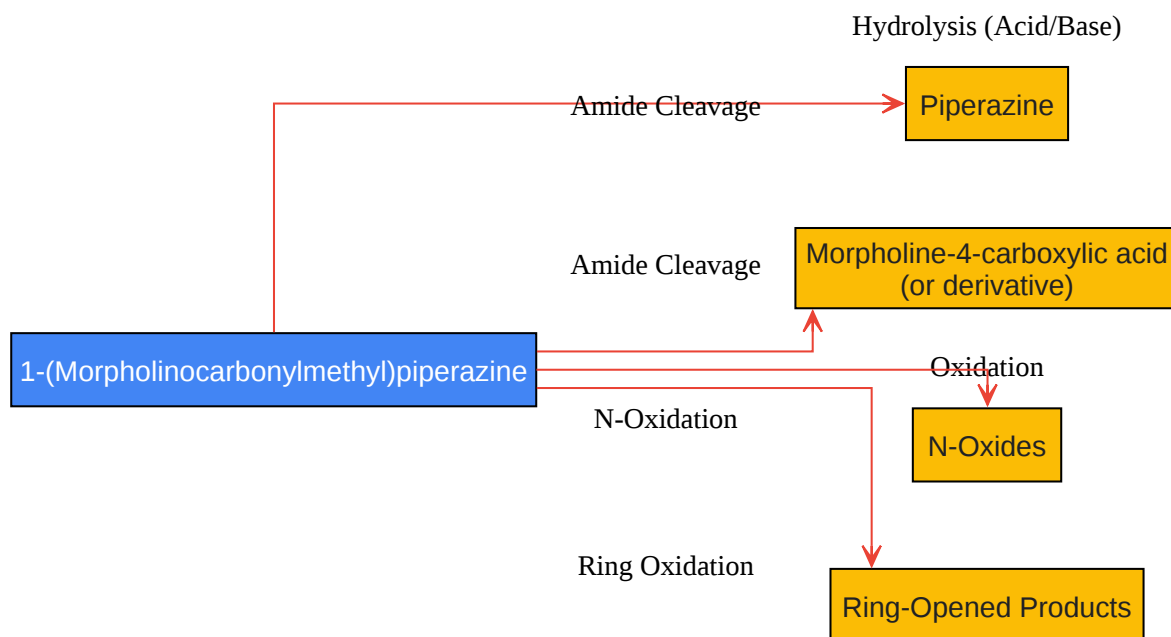 Hydrolysis (Acid/Base)
Amide Cleavage
Piperazine
Amide Cleavage
Morpholine-4-carboxylic acid
(or derivative)
1-(Morpholinocarbonylmethyl)piperazine
Oxidation
N-Oxidation
N-Oxides
Ring Oxidation
Ring-Opened Products